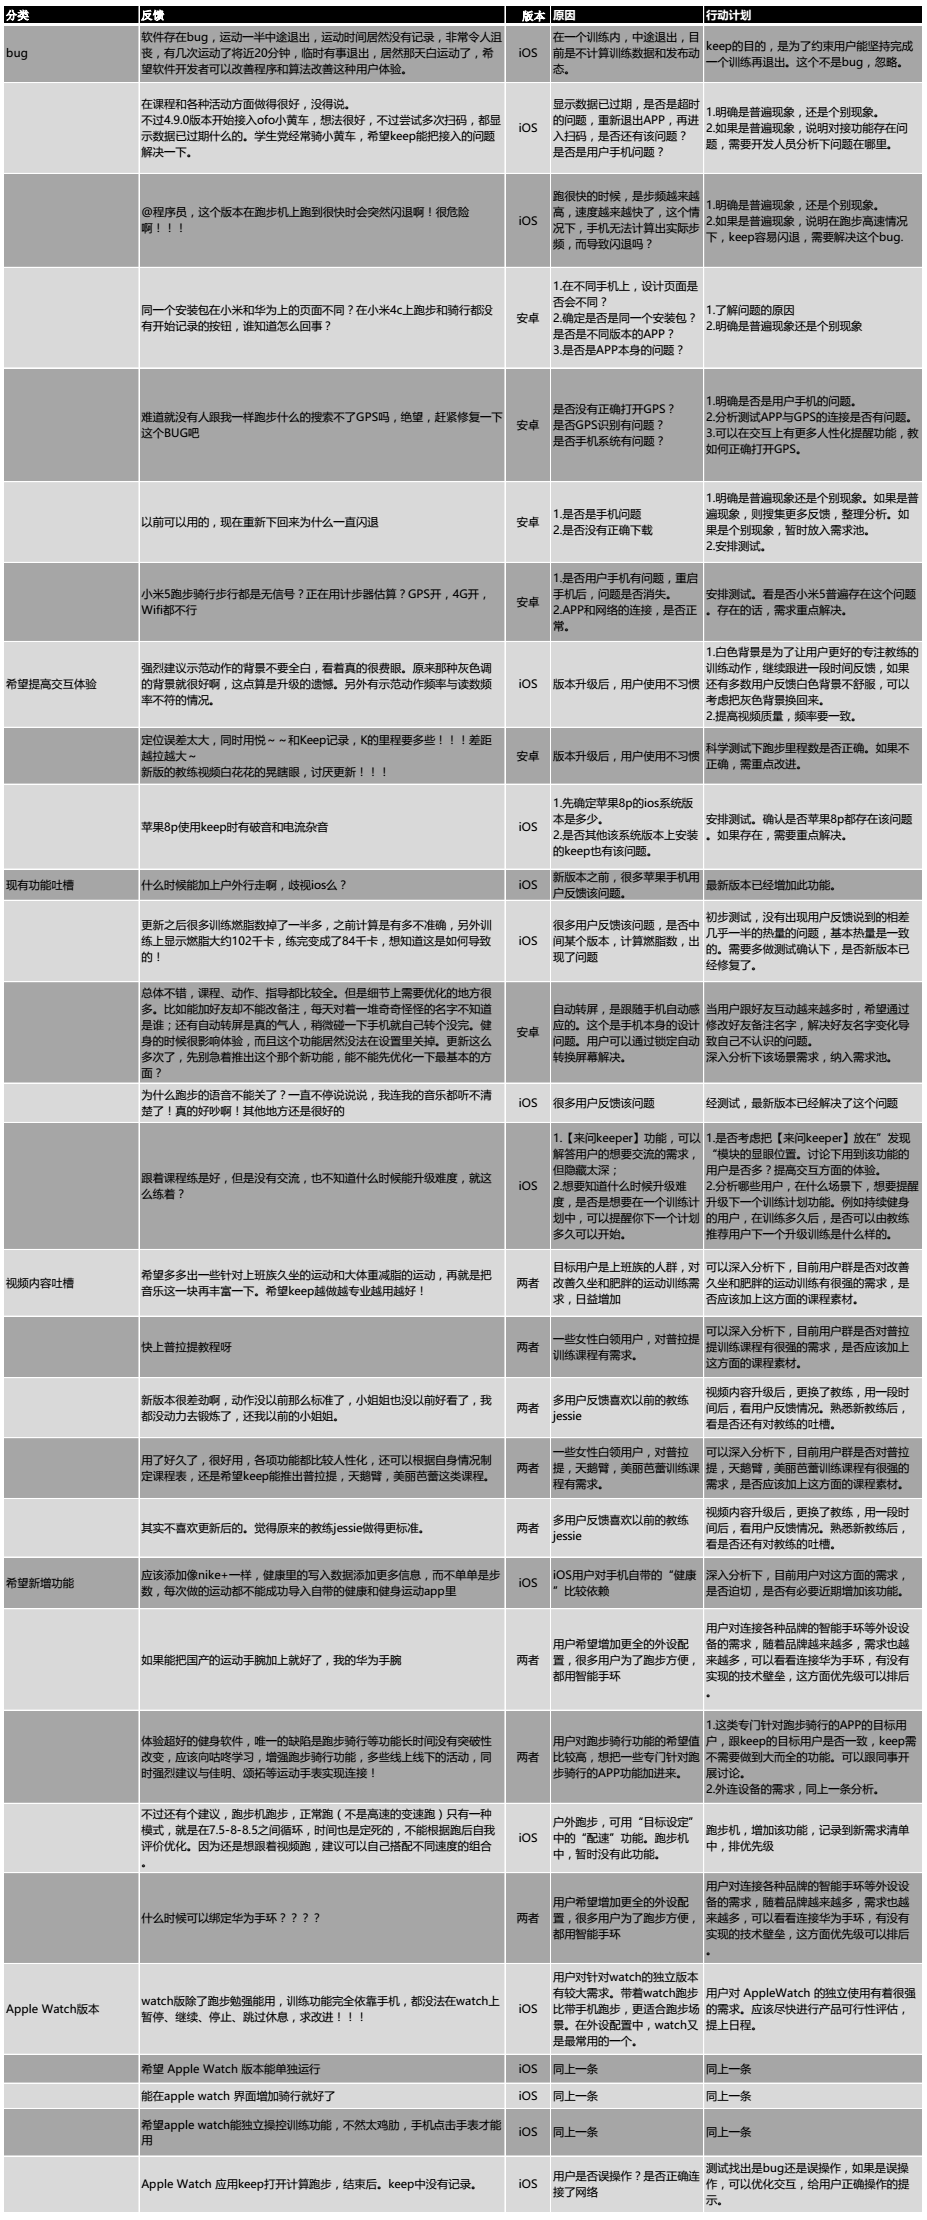 分类 反馈 版本 原因 行动计划
bug
软件存在bug，运动一半中途退出，运动时间居然没有记录，非常令人沮
丧，有几次运动了将近20分钟，临时有事退出，居然那天白运动了，希
望软件开发者可以改善程序和算法改善这种用户体验。
iOS
在一个训练内，中途退出，目
前是不计算训练数据和发布动
态。
keep的目的，是为了约束用户能坚持完成
一个训练再退出。这个不是bug，忽略。
在课程和各种活动方面做得很好，没得说。
不过4.9.0版本开始接入ofo小黄车，想法很好，不过尝试多次扫码，都显
示数据已过期什么的。学生党经常骑小黄车，希望keep能把接入的问题
解决一下。
iOS
显示数据已过期，是否是超时
的问题，重新退出APP，再进
入扫码，是否还有该问题？
是否是用户手机问题？
1.明确是普遍现象，还是个别现象。
2.如果是普遍现象，说明对接功能存在问
题，需要开发人员分析下问题在哪里。
@程序员，这个版本在跑步机上跑到很快时会突然闪退啊！很危险
啊！！！
iOS
跑很快的时候，是步频越来越
高，速度越来越快了，这个情
况下，手机无法计算出实际步
频，而导致闪退吗？
1.明确是普遍现象，还是个别现象。
2.如果是普遍现象，说明在跑步高速情况
下，keep容易闪退，需要解决这个bug.
同一个安装包在小米和华为上的页面不同？在小米4c上跑步和骑行都没
有开始记录的按钮，谁知道怎么回事？
安卓
1.在不同手机上，设计页面是
否会不同？
2.确定是否是同一个安装包？
是否是不同版本的APP？
3.是否是APP本身的问题？
1.了解问题的原因
2.明确是普遍现象还是个别现象
难道就没有人跟我一样跑步什么的搜索不了GPS吗，绝望，赶紧修复一下
这个BUG吧
安卓
是否没有正确打开GPS？
是否GPS识别有问题？
是否手机系统有问题？
1.明确是否是用户手机的问题。
2.分析测试APP与GPS的连接是否有问题。
3.可以在交互上有更多人性化提醒功能，教
如何正确打开GPS。
以前可以用的，现在重新下回来为什么一直闪退
安卓
1.是否是手机问题
2.是否没有正确下载
1.明确是普遍现象还是个别现象。如果是普
遍现象，则搜集更多反馈，整理分析。如
果是个别现象，暂时放入需求池。
2.安排测试。
小米5跑步骑行步行都是无信号？正在用计步器估算？GPS开，4G开，
Wifi都不行
安卓
1.是否用户手机有问题，重启
手机后，问题是否消失。
2.APP和网络的连接，是否正
常。
安排测试。看是否小米5普遍存在这个问题
。存在的话，需求重点解决。
希望提高交互体验
强烈建议示范动作的背景不要全白，看着真的很费眼。原来那种灰色调
的背景就很好啊，这点算是升级的遗憾。另外有示范动作频率与读数频
率不符的情况。
iOS
版本升级后，用户使用不习惯
1.白色背景是为了让用户更好的专注教练的
训练动作，继续跟进一段时间反馈，如果
还有多数用户反馈白色背景不舒服，可以
考虑把灰色背景换回来。
2.提高视频质量，频率要一致。
定位误差太大，同时用悦～～和Keep记录，K的里程要多些！！！差距
越拉越大～
新版的教练视频白花花的晃瞎眼，讨厌更新！！！
安卓
版本升级后，用户使用不习惯
科学测试下跑步里程数是否正确。如果不
正确，需重点改进。
苹果8p使用keep时有破音和电流杂音
iOS
1.先确定苹果8p的ios系统版
本是多少。
2.是否其他该系统版本上安装
的keep也有该问题。
安排测试。确认是否苹果8p都存在该问题
。如果存在，需要重点解决。
现有功能吐槽
什么时候能加上户外行走啊，歧视ios么？
iOS
新版本之前，很多苹果手机用
户反馈该问题。
最新版本已经增加此功能。
更新之后很多训练燃脂数掉了一半多，之前计算是有多不准确，另外训
练上显示燃脂大约102千卡，练完变成了84千卡，想知道这是如何导致
的！
iOS
很多用户反馈该问题，是否中
间某个版本，计算燃脂数，出
现了问题
初步测试，没有出现用户反馈说到的相差
几乎一半的热量的问题，基本热量是一致
的。需要多做测试确认下，是否新版本已
经修复了。
总体不错，课程、动作、指导都比较全。但是细节上需要优化的地方很
多。比如能加好友却不能改备注，每天对着一堆奇奇怪怪的名字不知道
是谁；还有自动转屏是真的气人，稍微碰一下手机就自己转个没完。健
身的时候很影响体验，而且这个功能居然没法在设置里关掉。更新这么
多次了，先别急着推出这个那个新功能，能不能先优化一下最基本的方
面？
安卓
自动转屏，是跟随手机自动感
应的。这个是手机本身的设计
问题。用户可以通过锁定自动
转换屏幕解决。
当用户跟好友互动越来越多时，希望通过
修改好友备注名字，解决好友名字变化导
致自己不认识的问题。
深入分析下该场景需求，纳入需求池。
为什么跑步的语音不能关了？一直不停说说说，我连我的音乐都听不清
楚了！真的好吵啊！其他地方还是很好的
iOS
很多用户反馈该问题
经测试，最新版本已经解决了这个问题
跟着课程练是好，但是没有交流，也不知道什么时候能升级难度，就这
么练着？
iOS
1.【来问keeper】功能，可以
解答用户的想要交流的需求，
但隐藏太深；
2.想要知道什么时候升级难
度，是否是想要在一个训练计
划中，可以提醒你下一个计划
多久可以开始。
1.是否考虑把【来问keeper】放在”发现
“模块的显眼位置。讨论下用到该功能的
用户是否多？提高交互方面的体验。
2.分析哪些用户，在什么场景下，想要提醒
升级下一个训练计划功能。例如持续健身
的用户，在训练多久后，是否可以由教练
推荐用户下一个升级训练是什么样的。
视频内容吐槽
希望多多出一些针对上班族久坐的运动和大体重减脂的运动，再就是把
音乐这一块再丰富一下。希望keep越做越专业越用越好！
两者
目标用户是上班族的人群，对
改善久坐和肥胖的运动训练需
求，日益增加
可以深入分析下，目前用户群是否对改善
久坐和肥胖的运动训练有很强的需求，是
否应该加上这方面的课程素材。
快上普拉提教程呀
两者
一些女性白领用户，对普拉提
训练课程有需求。
可以深入分析下，目前用户群是否对普拉
提训练课程有很强的需求，是否应该加上
这方面的课程素材。
新版本很差劲啊，动作没以前那么标准了，小姐姐也没以前好看了，我
都没动力去锻炼了，还我以前的小姐姐。
两者
多用户反馈喜欢以前的教练
jessie
视频内容升级后，更换了教练，用一段时
间后，看用户反馈情况。熟悉新教练后，
看是否还有对教练的吐槽。
用了好久了，很好用，各项功能都比较人性化，还可以根据自身情况制
定课程表，还是希望keep能推出普拉提，天鹅臂，美丽芭蕾这类课程。
两者
一些女性白领用户，对普拉
提，天鹅臂，美丽芭蕾训练课
程有需求。
可以深入分析下，目前用户群是否对普拉
提，天鹅臂，美丽芭蕾训练课程有很强的
需求，是否应该加上这方面的课程素材。
其实不喜欢更新后的。觉得原来的教练jessie做得更标准。
两者
多用户反馈喜欢以前的教练
jessie
视频内容升级后，更换了教练，用一段时
间后，看用户反馈情况。熟悉新教练后，
看是否还有对教练的吐槽。
希望新增功能
应该添加像nike+一样，健康里的写入数据添加更多信息，而不单单是步
数，每次做的运动都不能成功导入自带的健康和健身运动app里
iOS
iOS用户对手机自带的“健康
”比较依赖
深入分析下，目前用户对这方面的需求，
是否迫切，是否有必要近期增加该功能。
如果能把国产的运动手腕加上就好了，我的华为手腕
两者
用户希望增加更全的外设配
置，很多用户为了跑步方便，
都用智能手环
用户对连接各种品牌的智能手环等外设设
备的需求，随着品牌越来越多，需求也越
来越多，可以看看连接华为手环，有没有
实现的技术壁垒，这方面优先级可以排后
。
体验超好的健身软件，唯一的缺陷是跑步骑行等功能长时间没有突破性
改变，应该向咕咚学习，增强跑步骑行功能，多些线上线下的活动，同
时强烈建议与佳明、颂拓等运动手表实现连接！
两者
用户对跑步骑行功能的希望值
比较高，想把一些专门针对跑
步骑行的APP功能加进来。
1.这类专门针对跑步骑行的APP的目标用
户，跟keep的目标用户是否一致，keep需
不需要做到大而全的功能。可以跟同事开
展讨论。
2.外连设备的需求，同上一条分析。
不过还有个建议，跑步机跑步，正常跑（不是高速的变速跑）只有一种
模式，就是在7.5-8-8.5之间循环，时间也是定死的，不能根据跑后自我
评价优化。因为还是想跟着视频跑，建议可以自己搭配不同速度的组合
。
iOS
户外跑步，可用“目标设定”
中的“配速”功能。跑步机
中，暂时没有此功能。
跑步机，增加该功能，记录到新需求清单
中，排优先级
什么时候可以绑定华为手环？？？？
两者
用户希望增加更全的外设配
置，很多用户为了跑步方便，
都用智能手环
用户对连接各种品牌的智能手环等外设设
备的需求，随着品牌越来越多，需求也越
来越多，可以看看连接华为手环，有没有
实现的技术壁垒，这方面优先级可以排后
。
Apple Watch版本
watch版除了跑步勉强能用，训练功能完全依靠手机，都没法在watch上
暂停、继续、停止、跳过休息，求改进！！！
iOS
用户对针对watch的独立版本
有较大需求。带着watch跑步
比带手机跑步，更适合跑步场
景。在外设配置中，watch又
是最常用的一个。
用户对 AppleWatch 的独立使用有着很强
的需求。应该尽快进行产品可行性评估，
提上日程。
希望 Apple Watch 版本能单独运行
iOS
同上一条
同上一条
能在apple watch 界面增加骑行就好了
iOS
同上一条
同上一条
希望apple watch能独立操控训练功能，不然太鸡肋，手机点击手表才能
用
iOS
同上一条
同上一条
Apple Watch 应用keep打开计算跑步，结束后。keep中没有记录。
iOS
用户是否误操作？是否正确连
接了网络
测试找出是bug还是误操作，如果是误操
作，可以优化交互，给用户正确操作的提
示。